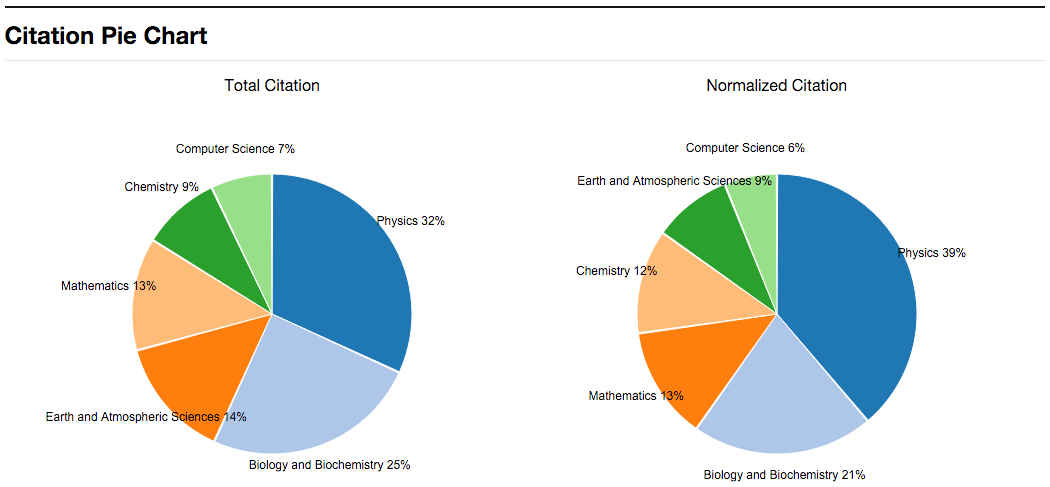 Citation Pie Chart
Total Citation
Computer Science 7%
Chemistry 9%
Physics 32%
Mathematics 13%
Earth and Atmospheric Sciences 14%
Biology and Biochemistry 25%
Normalized Citation
Computer Science 6%
Earth and Atmospheric Sciences 9%
Physics 39%
Chemistry 12%
Mathematics 13%
Biology and Biochemistry 21%